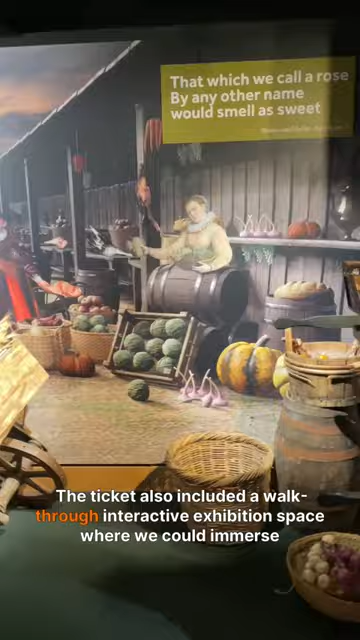 That which we call a rose
By any other name
would smell as sweet
The ticket also included a walk-
through interactive exhibition space
where we could immerse